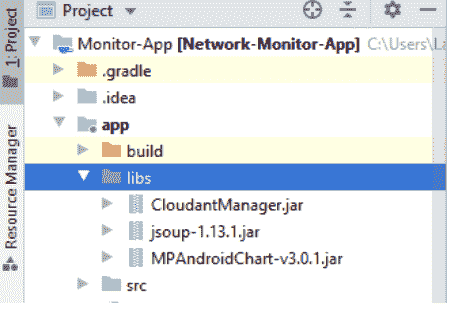 Project
Monitor-App [Network-Monitor-App] C:\Users\La
.gradle
.idea
app
build
libs
CloudantManager.jar
jsoup-1.13.1.jar
MPAndroidChart-v3.0.1.jar
src
1: Project
Resource Manager